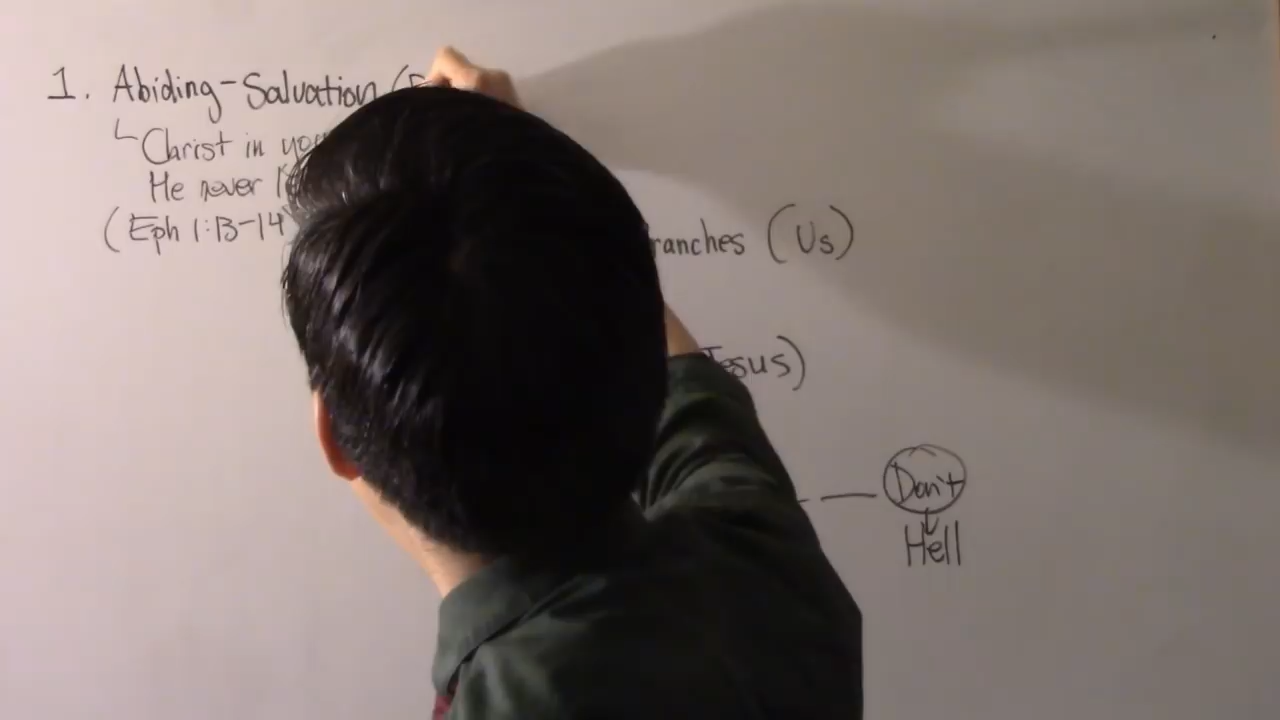 1. Abiding-Salvation (
Christ in you
He never
(Eph 1:13-14
ranches (Us)
Jesus)
Don't
Hell